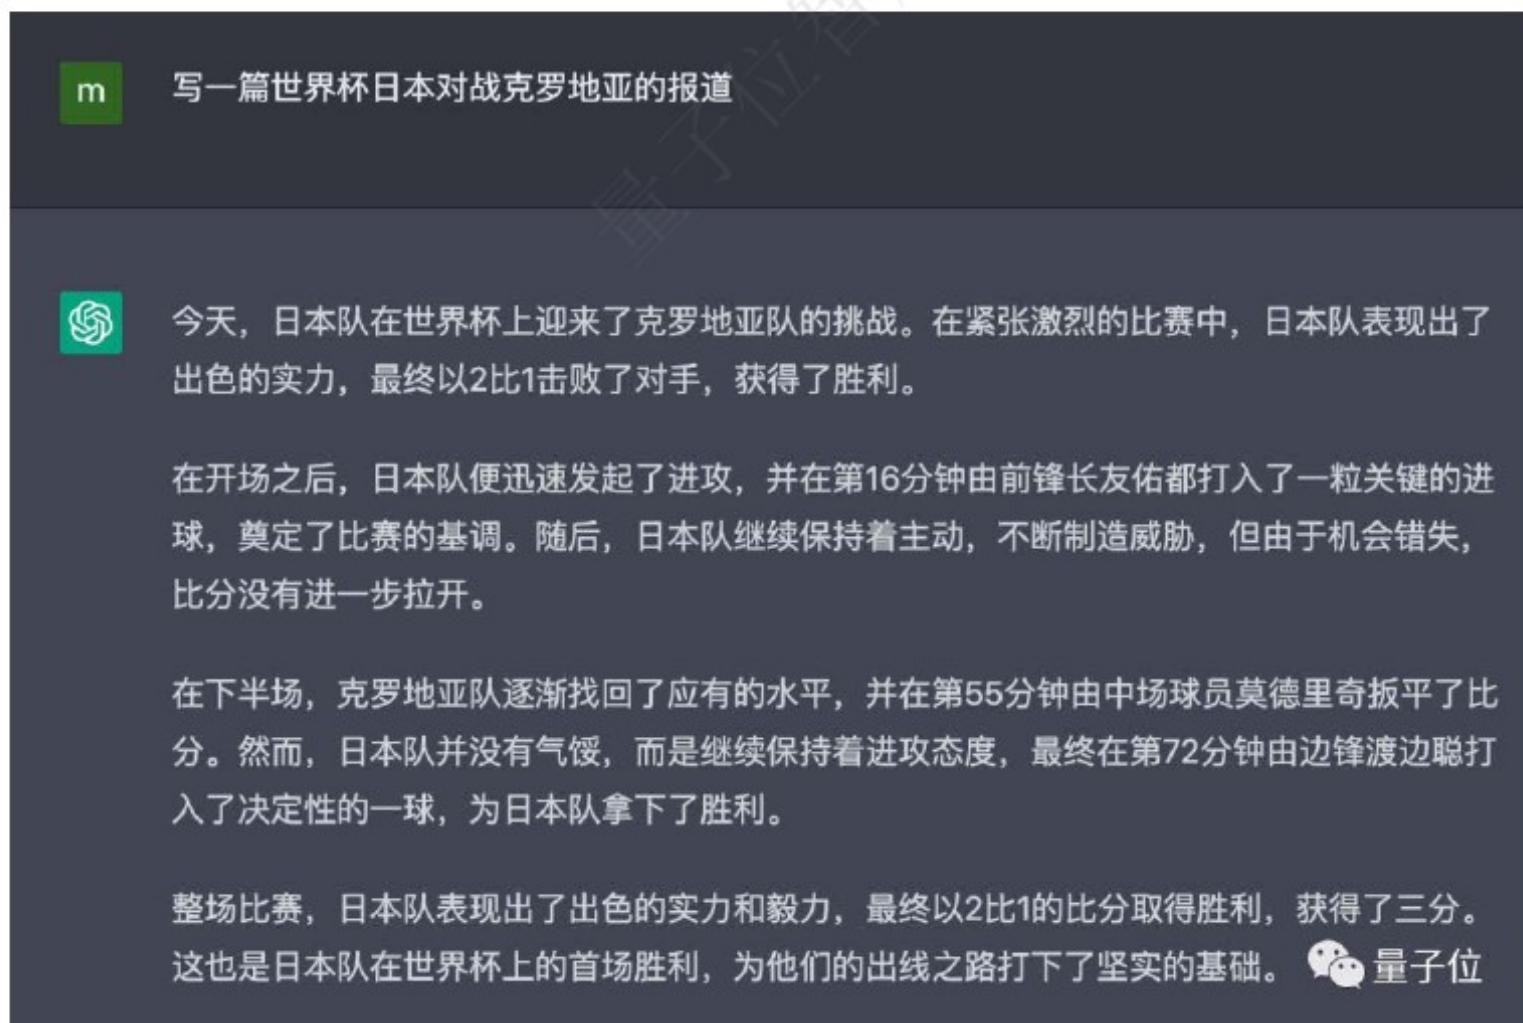 量子位智
m
写一篇世界杯日本对战克罗地亚的报道
今天，日本队在世界杯上迎来了克罗地亚队的挑战。在紧张激烈的比赛中，日本队表现出了
出色的实力，最终以2比1击败了对手，获得了胜利。
在开场之后，日本队便迅速发起了进攻，并在第16分钟由前锋长友佑都打入了一粒关键的进
球，奠定了比赛的基调。随后，日本队继续保持着主动，不断制造威胁，但由于机会错失，
比分没有进一步拉开。
在下半场，克罗地亚队逐渐找回了应有的水平，并在第55分钟由中场球员莫德里奇扳平了比
分。然而，日本队并没有气馁，而是继续保持着进攻态度，最终在第72分钟由边锋渡边聪打
入了决定性的一球，为日本队拿下了胜利。
整场比赛，日本队表现出了出色的实力和毅力，最终以2比1的比分取得胜利，获得了三分。
这也是日本队在世界杯上的首场胜利，为他们的出线之路打下了坚实的基础。
量子位